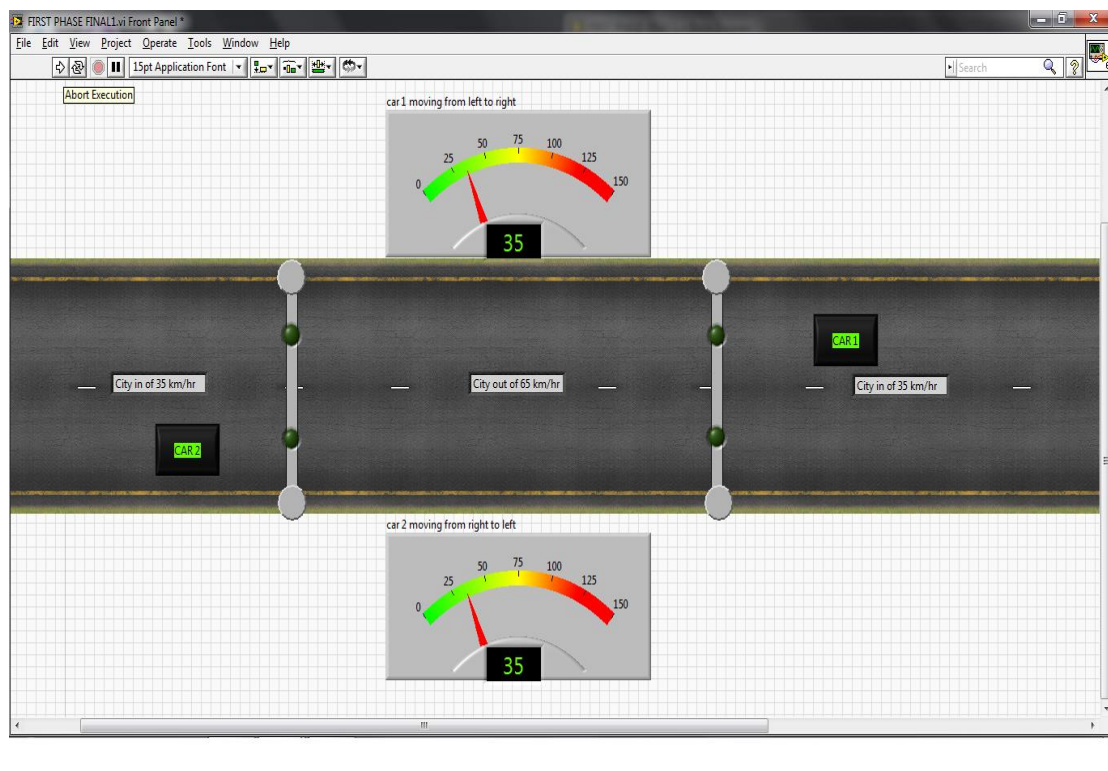 FIRST PHASE FINAL1.vi Front Panel *
File Edit View Project Operate Tools Window Help
15pt Application Font
Search
Abort Execution
car 1 moving from left to right
0 25 50 75 100 125 150
35
CAR 1
City in of 35 km/hr
City out of 65 km/hr
City in of 35 km/hr
CAR 2
car 2 moving from right to left
0 25 50 75 100 125 150
35